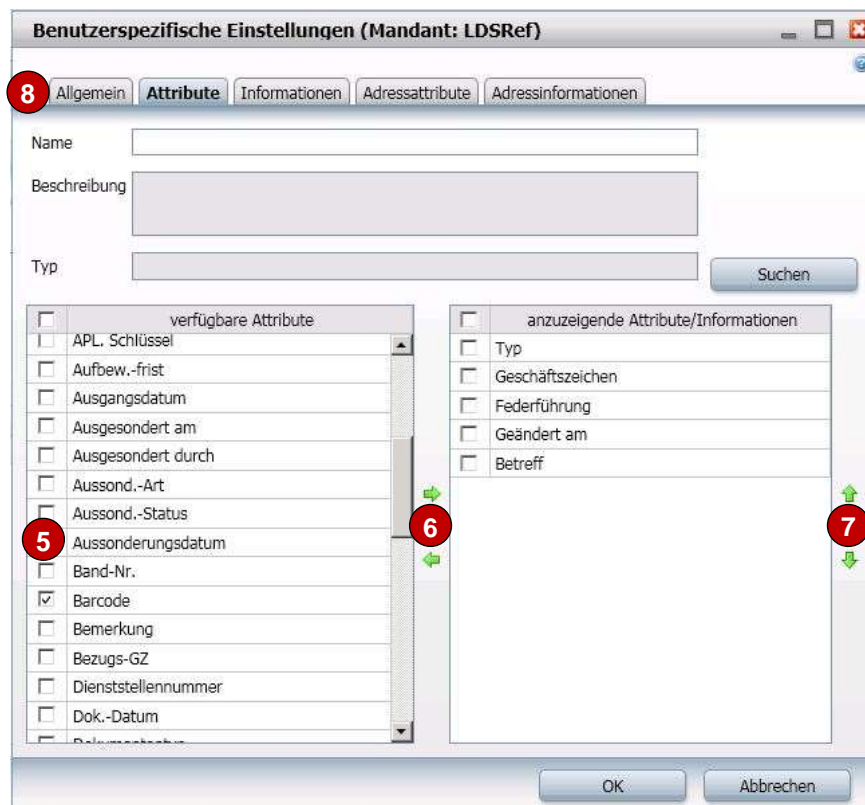 Benutzerspezifische Einstellungen (Mandant: LDSRef)
8 Allgemein Attribute Informationen Adressattribute Adressinformationen
Name
Beschreibung
Typ
Suchen
verfügbare Attribute
APL. Schlüssel
Aufbew.-frist
Ausgangsdatum
Ausgesondert am
Ausgesondert durch
Aussond.-Art
Aussond.-Status
5 Aussonderungsdatum
Band-Nr.
Barcode
Bemerkung
Bezugs-GZ
Dienststellennummer
Dok.-Datum
6
anzuzeigende Attribute/Informationen
Typ
Geschäftszeichen
Federführung
Geändert am
Betreff
7
OK Abbrechen